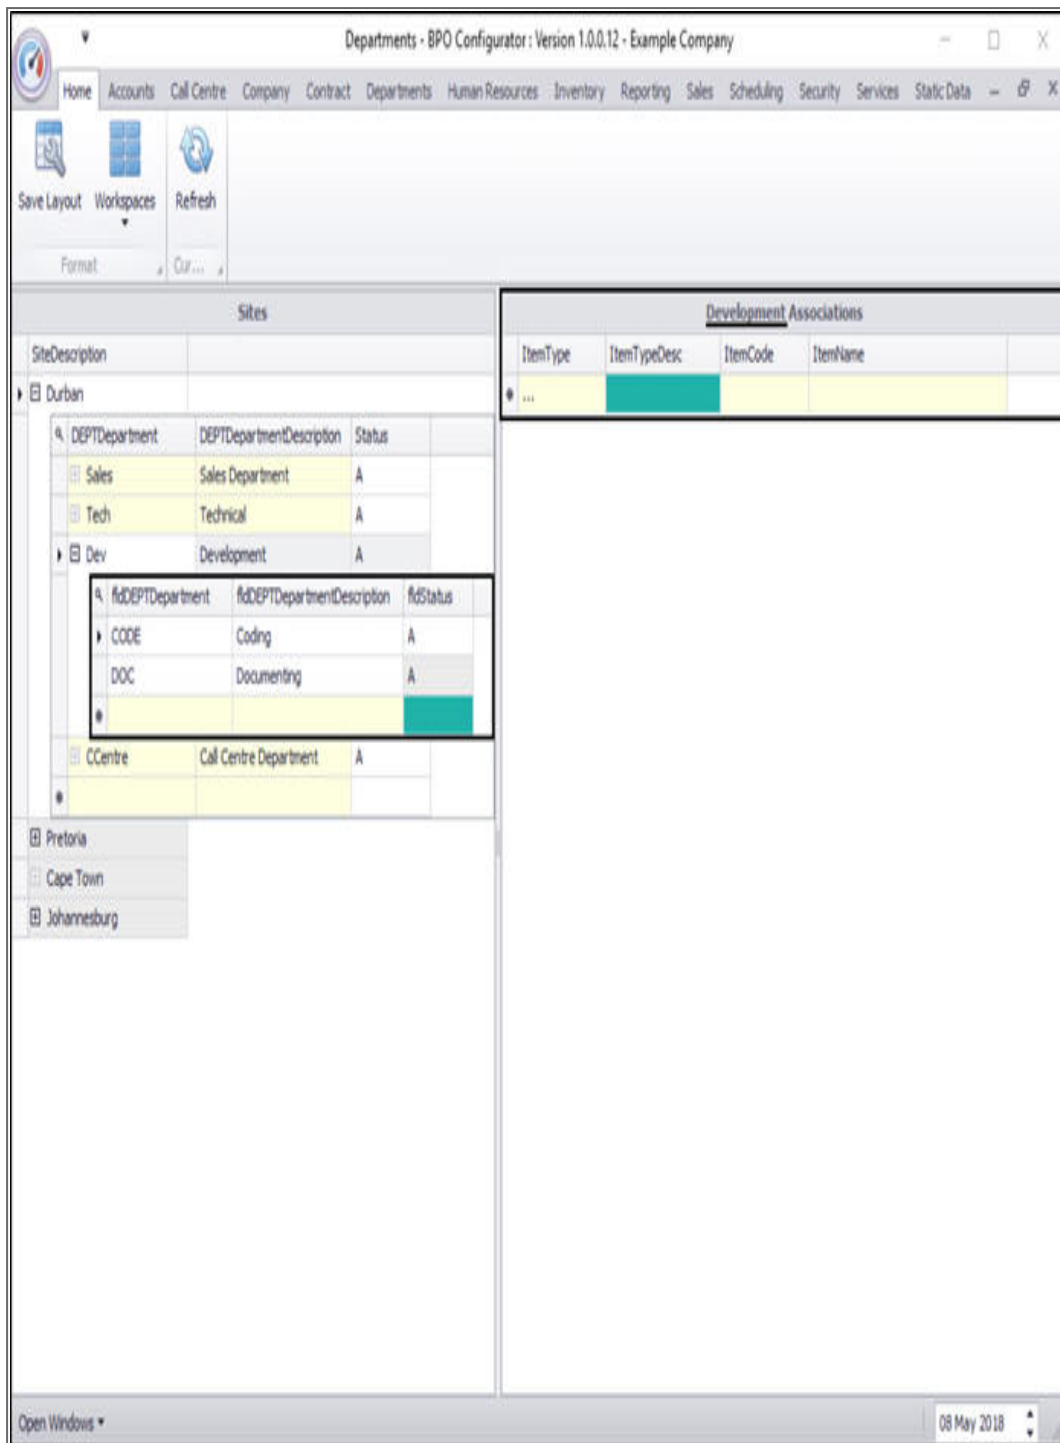 Departments - BPO Configurator : Version 1.0.0.12 - Example Company
Home Accounts Call Centre Company Contract Departments Human Resources Inventory Reporting Sales Scheduling Security Services Static Data
Save Layout Workspaces Refresh
Format Cur...
Sites
SiteDescription
Durban
DEPTDepartment DEPTDepartmentDescription Status
Sales Sales Department A
Tech Technical A
Dev Development A
fldDEPTDepartment fldDEPTDepartmentDescription fldStatus
CODE Coding A
DOC Documenting A
CCentre Call Centre Department A
Pretoria
Cape Town
Johannesburg
Development Associations
ItemType ItemTypeDesc ItemCode ItemName
...
Open Windows
08 May 2018